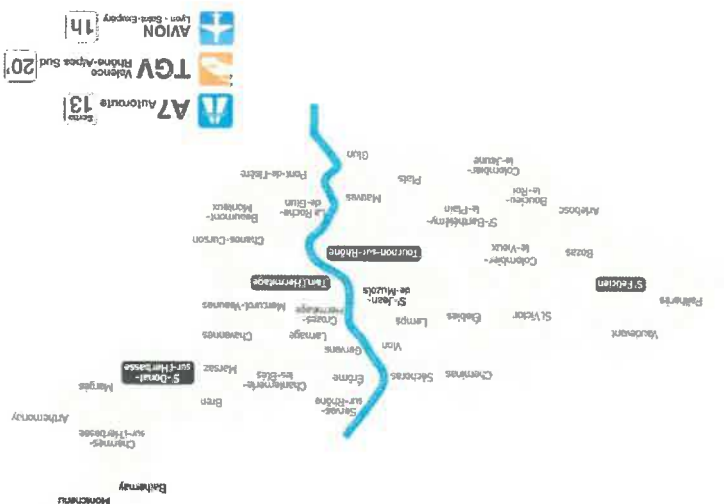 Montchenu
Bathernay
Charmes-
sur-l'Herbasse
Arthemonay
Serves-
sur-Rhône
Bren
Margès
Cheminas
Sécheras
Érôme
Chantemerle-
les-Blés
Marsaz
St-Donat-
sur-l'Herbasse
Vion
Gervans
Vaudevant
Larnage
Chavannes
St Victor
Étables
Lemps
Crozes-
Hermitage
Mercurol-Veaunes
Pailharès
St-Jean-
de-Muzols
St Félicien
Tain l'Hermitage
Bozas
Colombier-
le-Vieux
Tournon-sur-Rhône
Chanos-Curson
Arlebosc
Boucieu-
le-Roi
St-Barthélémy-
le-Plain
Mauves
La Roche-
de-Glun
Beaumont-
Monteux
Colombier-
le-Jeune
Plats
Glun
Pont-de-l'Isère
A7 Autoroute Sortie 13
TGV Valence
Rhône-Alpes Sud 20'
AVION
Lyon - Saint-Exupéry 1h